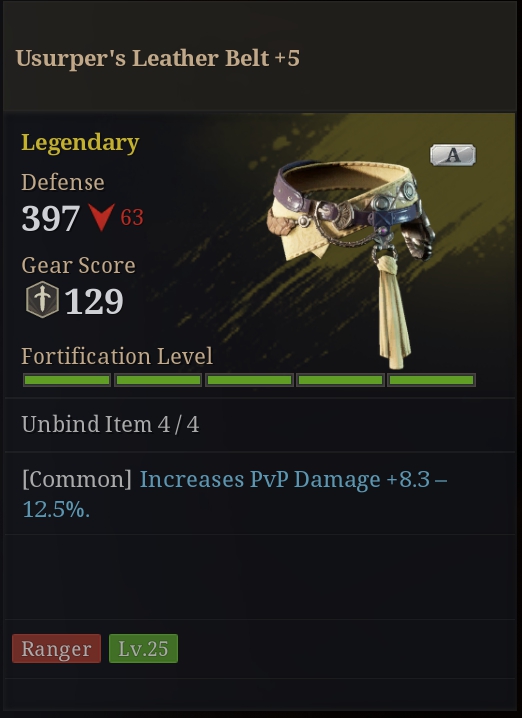 Usurper's Leather Belt +5
Legendary
A
Defense
397 63
Gear Score
129
Fortification Level
Unbind Item 4 / 4
[Common] Increases PvP Damage +8.3 –
12.5%.
Ranger Lv.25